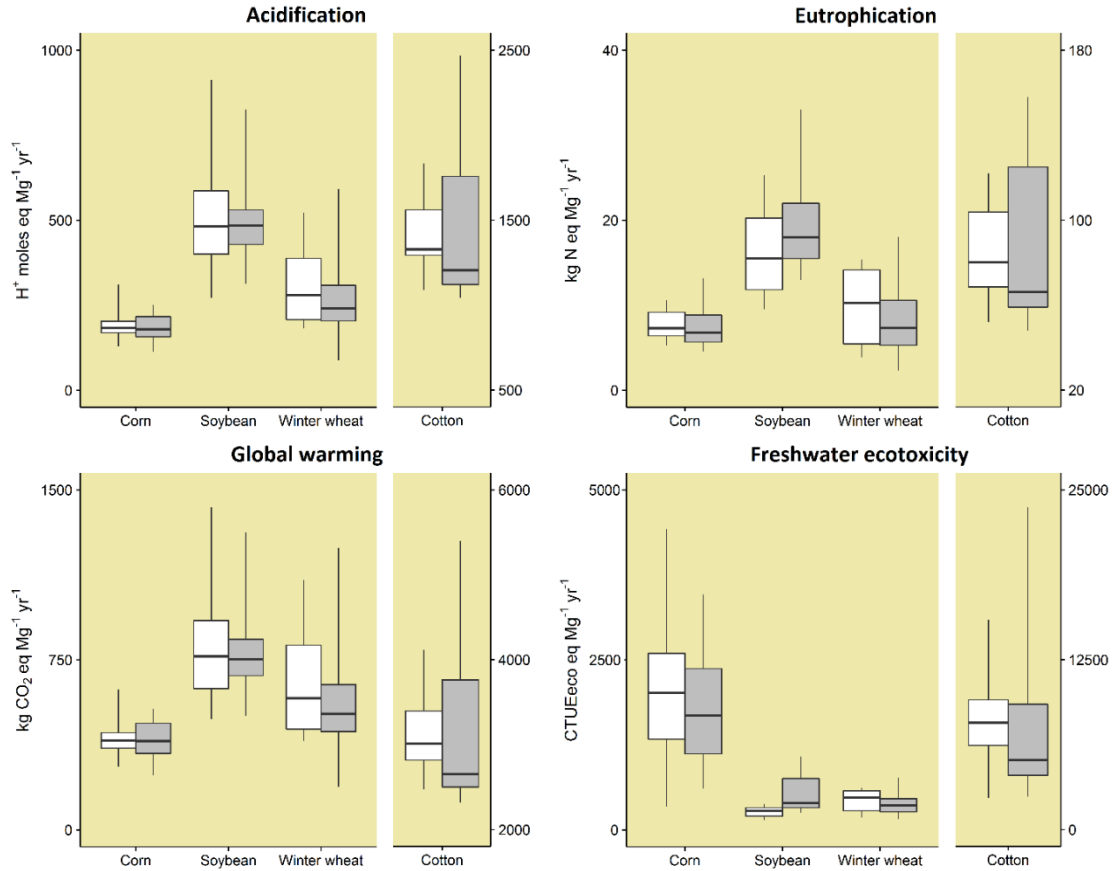 Acidification
1000
500
0
H⁺ moles eq Mg⁻¹ yr⁻¹
2500
1500
500
Corn Soybean Winter wheat Cotton
Eutrophication
40
20
0
kg N eq Mg⁻¹ yr⁻¹
180
100
20
Corn Soybean Winter wheat Cotton
Global warming
1500
750
0
kg CO₂ eq Mg⁻¹ yr⁻¹
6000
4000
2000
Corn Soybean Winter wheat Cotton
Freshwater ecotoxicity
5000
2500
0
CTUEeco eq Mg⁻¹ yr⁻¹
25000
12500
0
Corn Soybean Winter wheat Cotton